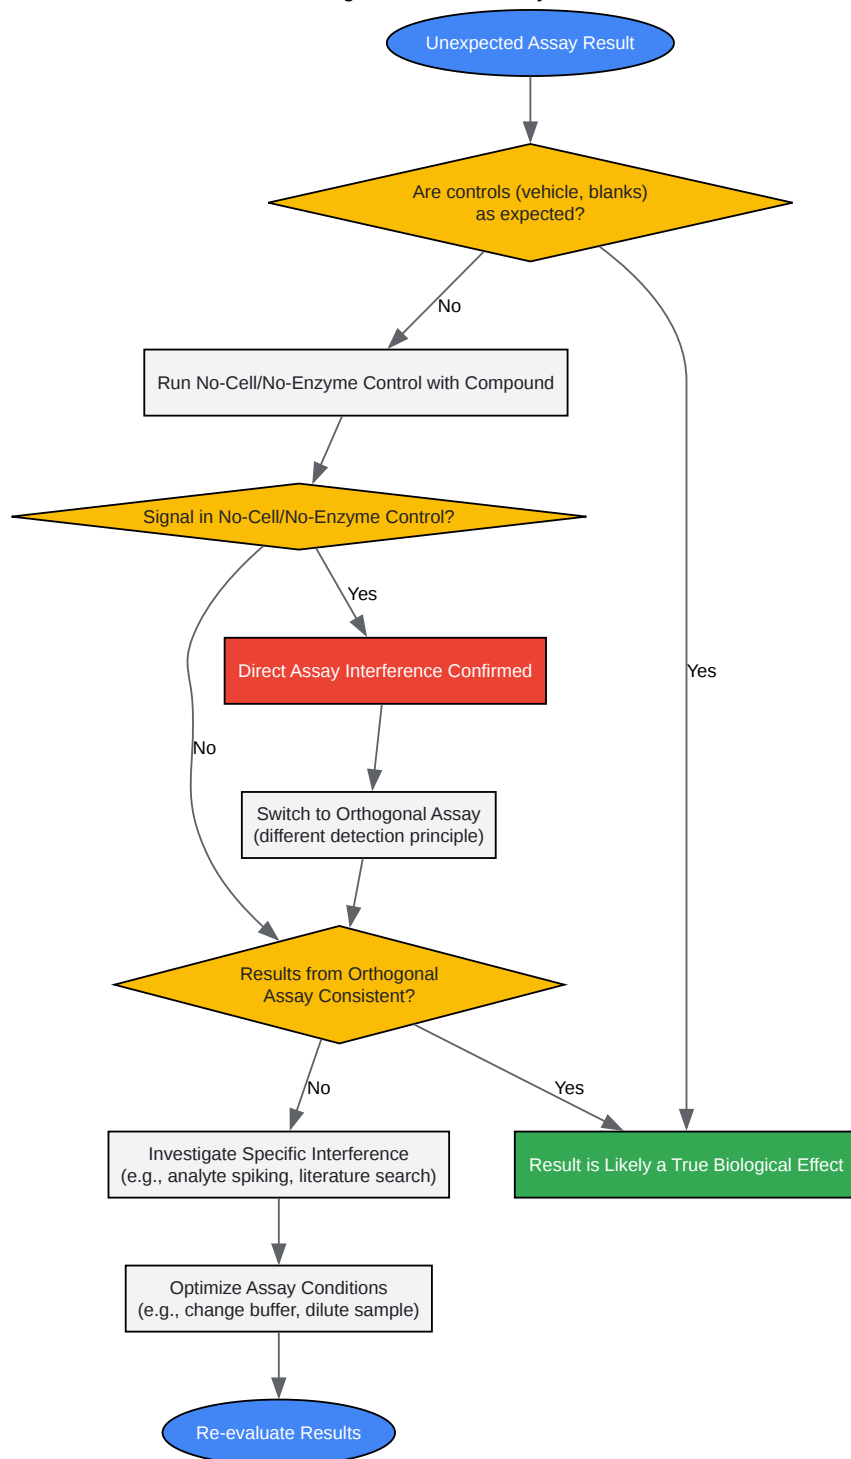 Unexpected Assay Result
Are controls (vehicle, blanks)
as expected?
No
Run No-Cell/No-Enzyme Control with Compound
Signal in No-Cell/No-Enzyme Control?
Yes
Direct Assay Interference Confirmed
Yes
No
Switch to Orthogonal Assay
(different detection principle)
Results from Orthogonal
Assay Consistent?
No
Yes
Investigate Specific Interference
(e.g., analyte spiking, literature search)
Result is Likely a True Biological Effect
Optimize Assay Conditions
(e.g., change buffer, dilute sample)
Re-evaluate Results